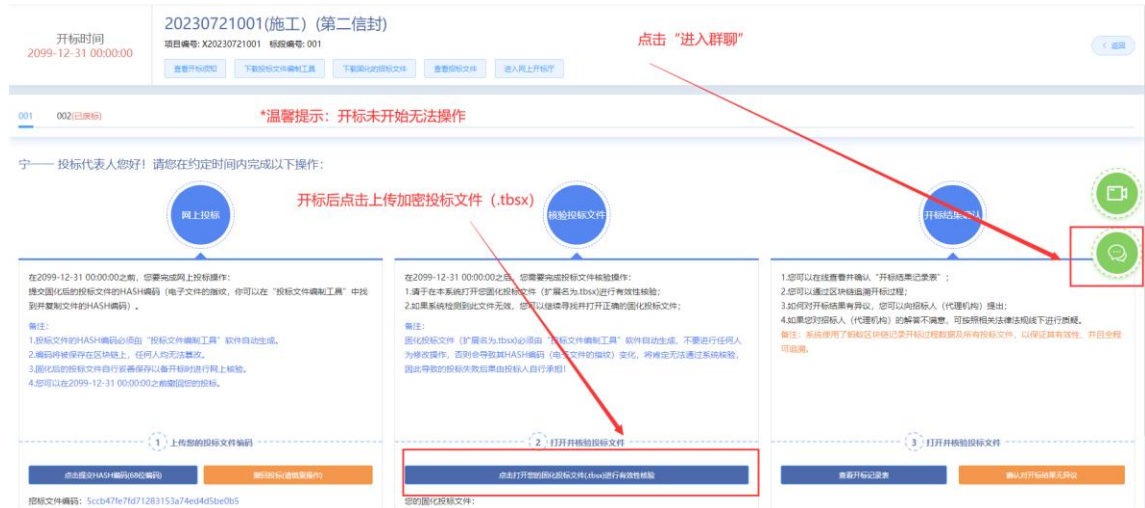 开标时间
2099-12-31 00:00:00
20230721001(施工) (第二信封)
项目编号: X20230721001 标段编号: 001
查看开标须知 下载投标文件编制工具 下载固化的招标文件 查看招标文件 进入网上开标厅
点击“进入群聊”
返回
001 002(已废标)
*温馨提示：开标未开始无法操作
宁—— 投标代表人您好！请您在约定时间内完成以下操作：
开标后点击上传加密投标文件（.tbsx）
网上投标
核验投标文件
开标结果确认
在2099-12-31 00:00:00之前，您要完成网上投标操作：
提交固化后的投标文件的HASH编码（电子文件的指纹，你可以在“投标文件编制工具”中找
到并复制文件的HASH编码）。
备注：
1.投标文件的HASH编码必须由“投标文件编制工具”软件自动生成。
2.编码将被保存在区块链上，任何人均无法篡改。
3.固化后的投标文件自行妥善保存以备开标时进行网上核验。
4.您可以在2099-12-31 00:00:00之前撤回您的投标。
在2099-12-31 00:00:00之后，您需要完成投标文件核验操作：
1.请于在本系统打开您固化投标文件（扩展名为.tbsx)进行有效性核验；
2.如果系统检测到此文件无效，您可以继续寻找并打开正确的固化投标文件；
备注：
固化投标文件（扩展名为.tbsx)必须由“投标文件编制工具”软件自动生成。不要进行任何人
为修改操作，否则会导致其HASH编码（电子文件的指纹）变化，将肯定无法通过系统核验，
因此导致的投标失败后果由投标人自行承担！
1.您可以在线查看并确认“开标结果记录表”；
2.您可以通过区块链追溯开标过程；
3.如何对开标结果有异议，您可以向招标人（代理机构）提出；
4.如果您对招标人（代理机构）的解答不满意，可按照相关法律法规线下进行质疑。
备注：系统使用了蚂蚁区块链记录开标过程数据及所有投标文件，以保证其有效性，并且全程
可追溯。
1 上传您的投标文件编码
2 打开并核验投标文件
3 打开并核验投标文件
点击提交HASH编码(68位编码)
撤回投标(请慎重操作)
点击打开您的固化投标文件(.tbsx)进行有效性核验
查看开标记录表
确认对开标结果无异议
招标文件编码：5ccb47fe7fd71283153a74ed4d5be0b5
您的固化投标文件：